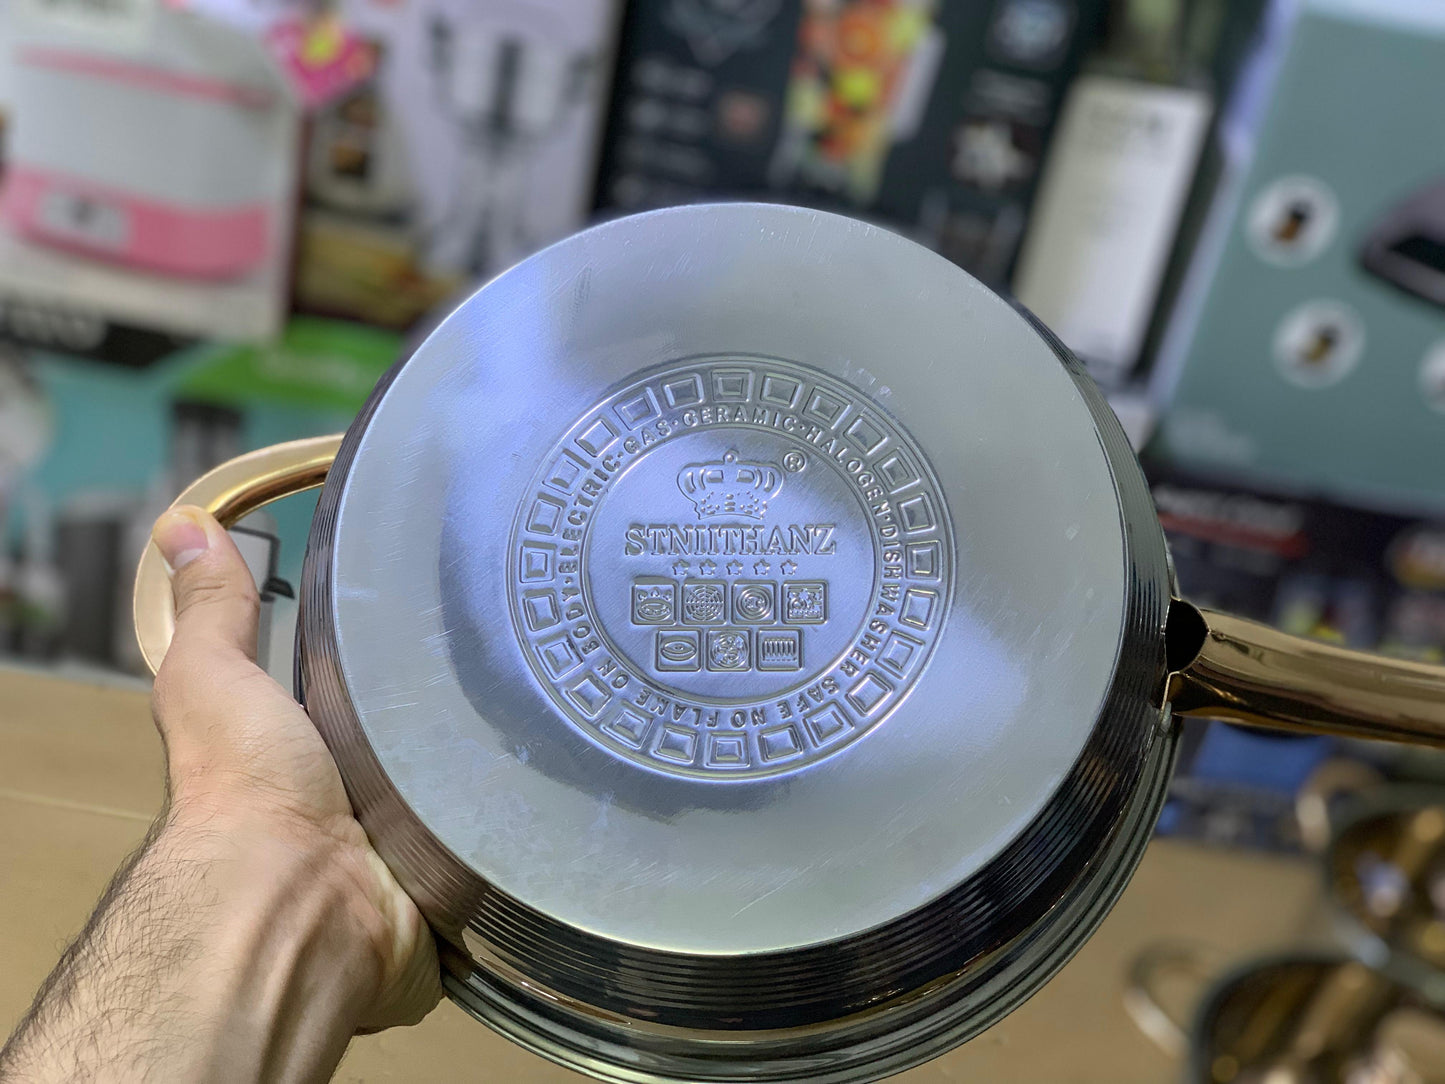 ELECTRIC·GAS·CERAMIC·HALOGEN·DISHWASHER SAFE NO FLAME ON BODY·
®
STNIITHANZ